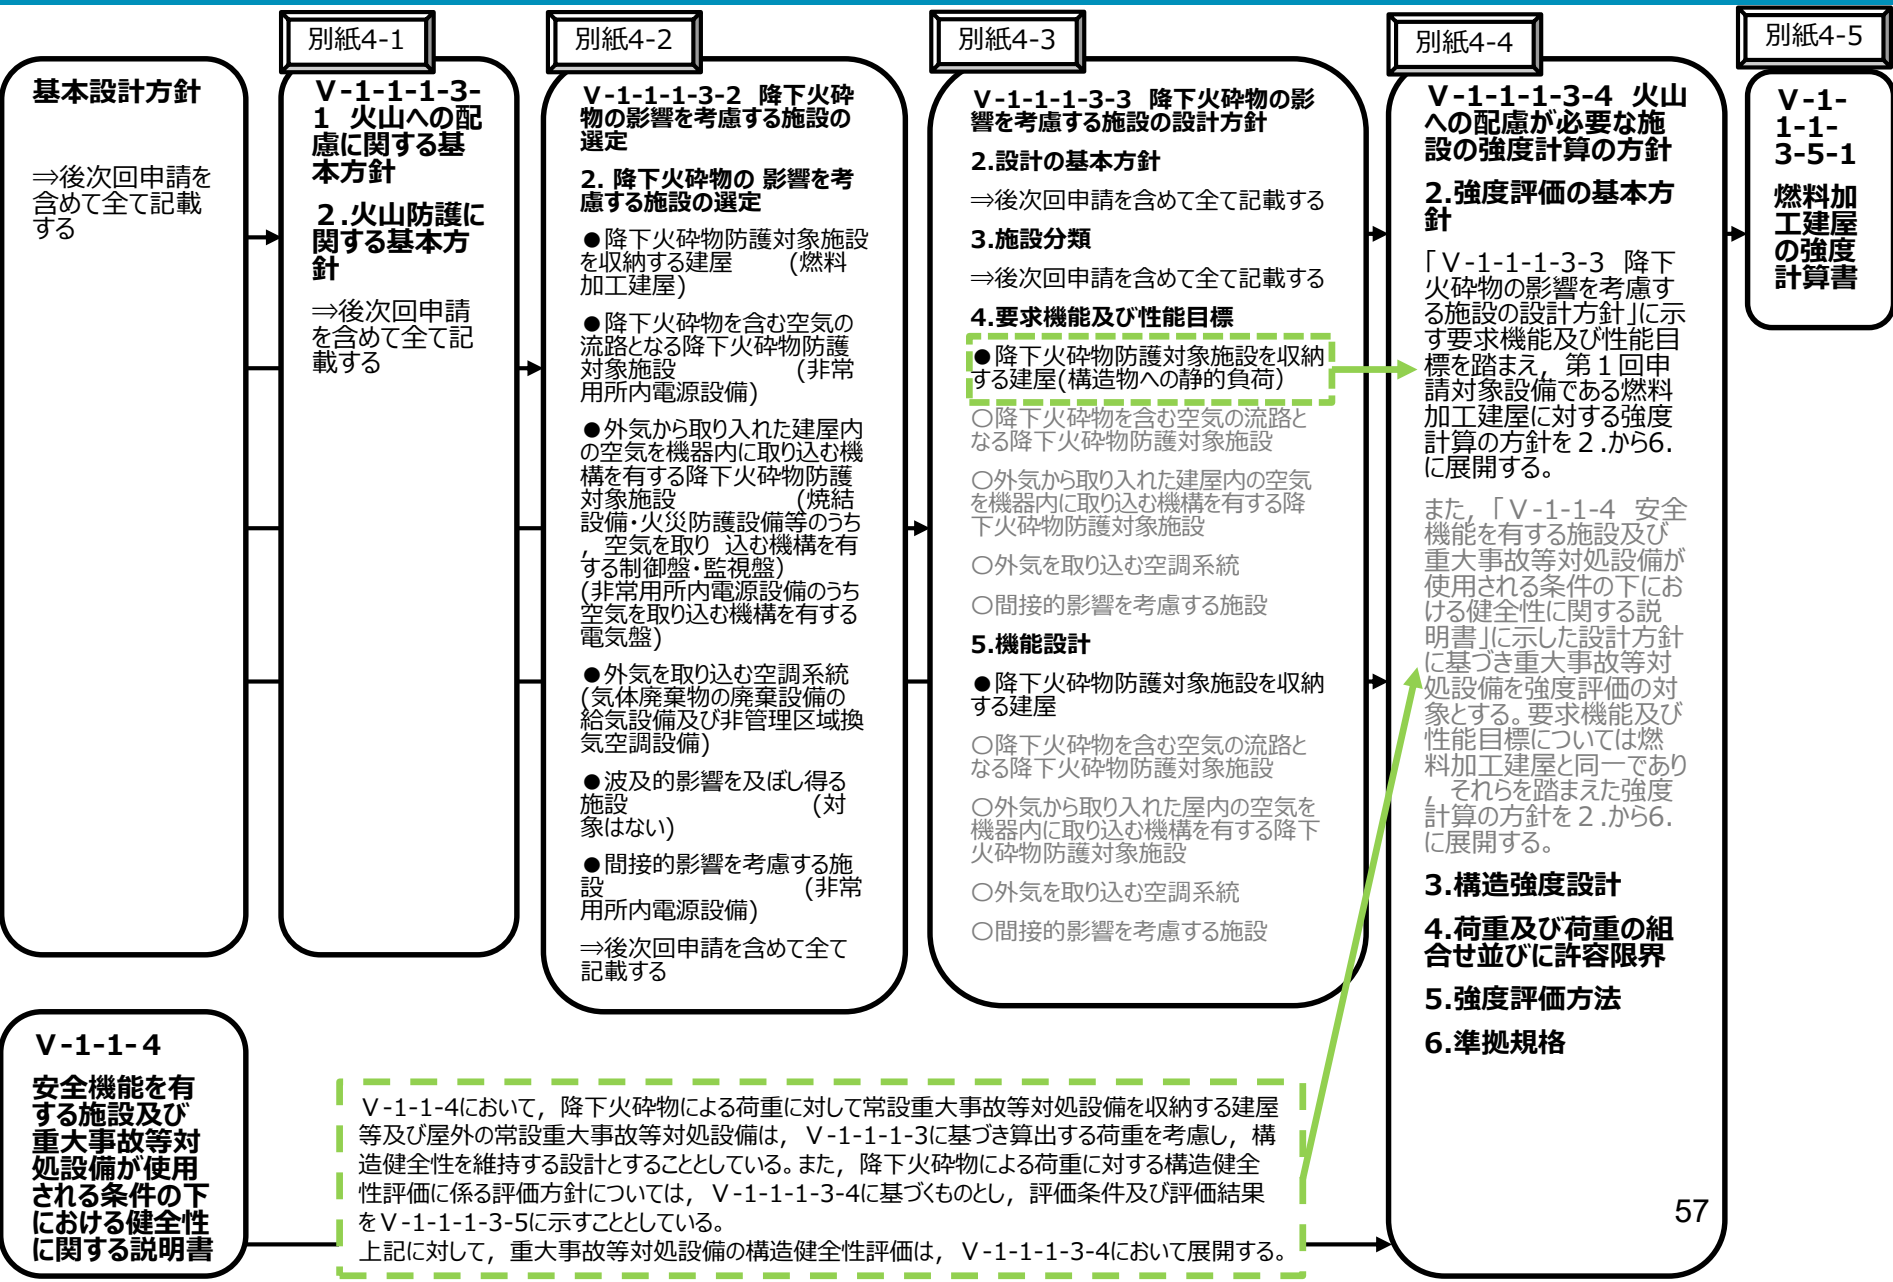 基本設計方針
⇒後次回申請を
含めて全て記載
する
別紙4-1
Ⅴ-1-1-1-3-
1　火山への配
慮に関する基
本方針
２.火山防護に
関する基本方
針
⇒後次回申請
を含めて全て記
載する
別紙4-2
Ⅴ-1-1-1-3-2　降下火砕
物の影響を考慮する施設の
選定
2. 降下火砕物の 影響を考
慮する施設の選定
●降下火砕物防護対象施設
を収納する建屋　　(燃料
加工建屋)
●降下火砕物を含む空気の
流路となる降下火砕物防護
対象施設　　　　　(非常
用所内電源設備)
●外気から取り入れた建屋内
の空気を機器内に取り込む機
構を有する降下火砕物防護
対象施設　　　　　(焼結
設備・火災防護設備等のうち
，空気を取り 込む機構を有
する制御盤・監視盤)
(非常用所内電源設備のうち
空気を取り込む機構を有する
電気盤)
●外気を取り込む空調系統
(気体廃棄物の廃棄設備の
給気設備及び非管理区域換
気空調設備)
●波及的影響を及ぼし得る
施設　　　　　　　　(対
象はない)
●間接的影響を考慮する施
設　　　　　　　　(非常
用所内電源設備)
⇒後次回申請を含めて全て
記載する
別紙4-3
Ⅴ-1-1-1-3-3　降下火砕物の影
響を考慮する施設の設計方針
2.設計の基本方針
⇒後次回申請を含めて全て記載する
3.施設分類
⇒後次回申請を含めて全て記載する
4.要求機能及び性能目標
●降下火砕物防護対象施設を収納
する建屋(構造物への静的負荷)
〇降下火砕物を含む空気の流路と
なる降下火砕物防護対象施設
〇外気から取り入れた建屋内の空気
を機器内に取り込む機構を有する降
下火砕物防護対象施設
〇外気を取り込む空調系統
〇間接的影響を考慮する施設
5.機能設計
●降下火砕物防護対象施設を収納
する建屋
〇降下火砕物を含む空気の流路と
なる降下火砕物防護対象施設
〇外気から取り入れた屋内の空気を
機器内に取り込む機構を有する降下
火砕物防護対象施設
〇外気を取り込む空調系統
〇間接的影響を考慮する施設
別紙4-4
Ⅴ-1-1-1-3-4　火山
への配慮が必要な施
設の強度計算の方針
2.強度評価の基本方
針
「Ⅴ-1-1-1-3-3　降下
火砕物の影響を考慮す
る施設の設計方針」に示
す要求機能及び性能目
標を踏まえ，第１回申
請対象設備である燃料
加工建屋に対する強度
計算の方針を２.から6.
に展開する。
また，「Ⅴ-1-1-4　安全
機能を有する施設及び
重大事故等対処設備が
使用される条件の下にお
ける健全性に関する説
明書」に示した設計方針
に基づき重大事故等対
処設備を強度評価の対
象とする。要求機能及び
性能目標については燃
料加工建屋と同一であり
，それらを踏まえた強度
計算の方針を２.から6.
に展開する。
3.構造強度設計
4.荷重及び荷重の組
合せ並びに許容限界
5.強度評価方法
6.準拠規格
別紙4-5
Ⅴ-1-
1-1-
3-5-1
燃料加
工建屋
の強度
計算書
Ⅴ-1-1-４
安全機能を有
する施設及び
重大事故等対
処設備が使用
される条件の下
における健全性
に関する説明書
Ⅴ-1-1-4において，降下火砕物による荷重に対して常設重大事故等対処設備を収納する建屋
等及び屋外の常設重大事故等対処設備は，Ⅴ-1-1-1-3に基づき算出する荷重を考慮し，構
造健全性を維持する設計とすることとしている。また，降下火砕物による荷重に対する構造健全
性評価に係る評価方針については，Ⅴ-1-1-1-3-4に基づくものとし，評価条件及び評価結果
をⅤ-1-1-1-3-5に示すこととしている。
上記に対して，重大事故等対処設備の構造健全性評価は，Ⅴ-1-1-1-3-4において展開する。
57